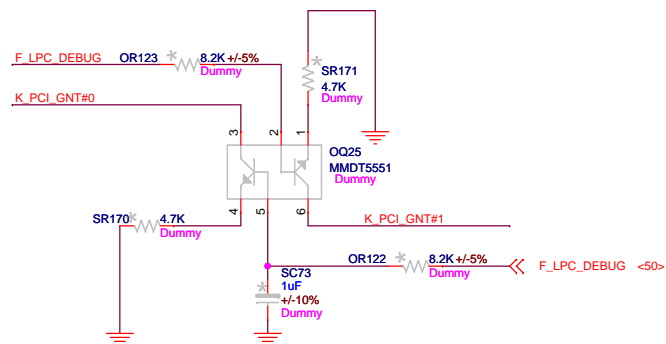 F_LPC_DEBUG OR123 8.2K +/-5%
Dummy
SR171
4.7K
Dummy
K_PCI_GNT#0
3 2 1
OQ25
MMDT5551
Dummy
4 5 6
SR170 4.7K
Dummy
K_PCI_GNT#1
OR122 8.2K +/-5%
Dummy
F_LPC_DEBUG <50>
SC73
1uF
+/-10%
Dummy